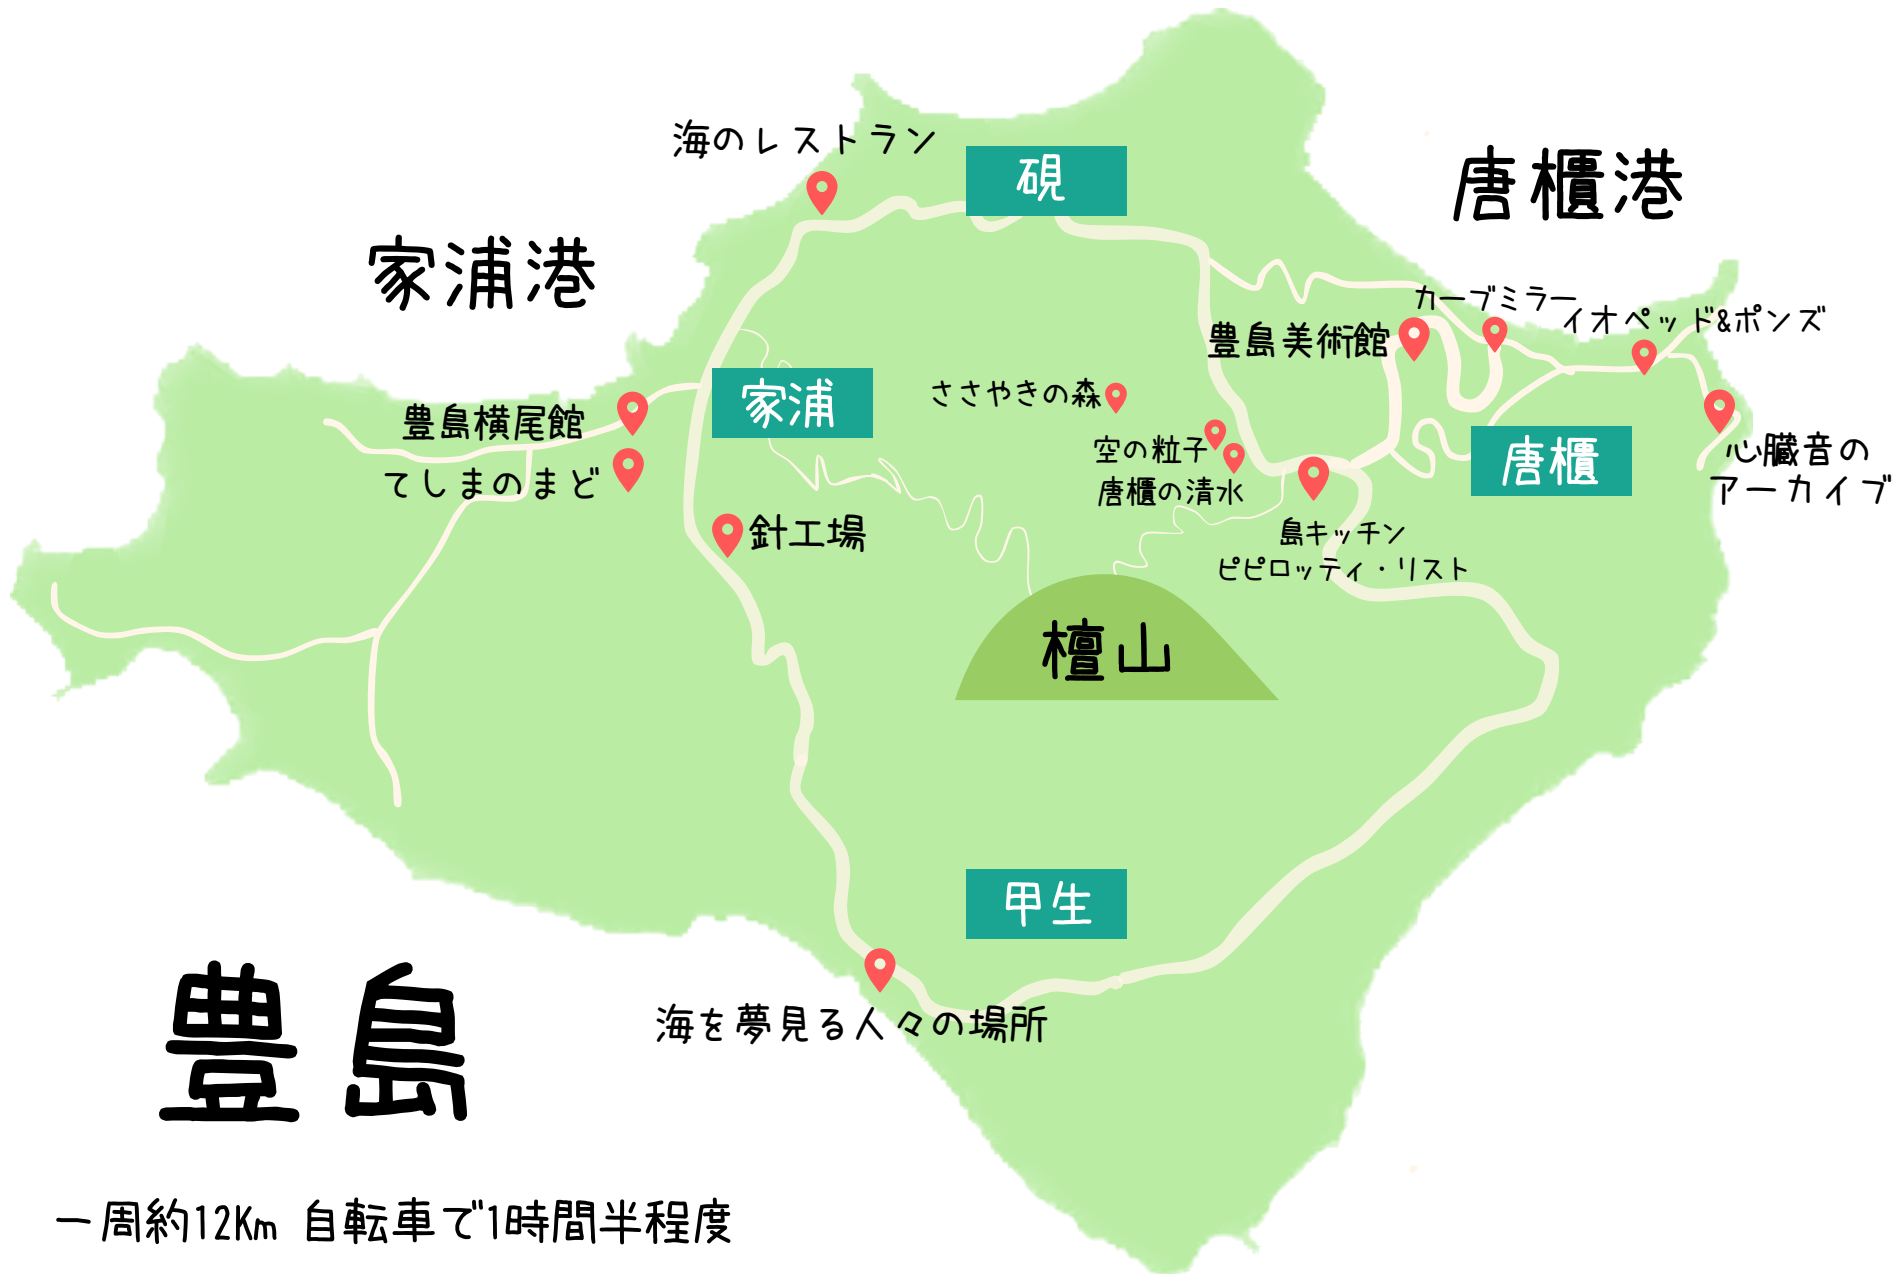 海のレストラン
硯
唐櫃港
家浦港
カーブミラー
イオペッド&ポンズ
豊島美術館
ささやきの森
家浦
豊島横尾館
てしまのまど
空の粒子
唐櫃の清水
唐櫃
心臓音の
アーカイブ
針工場
島キッチン
ピピロッティ・リスト
檀山
甲生
海を夢見る人々の場所
豊島
一周約12Km 自転車で1時間半程度